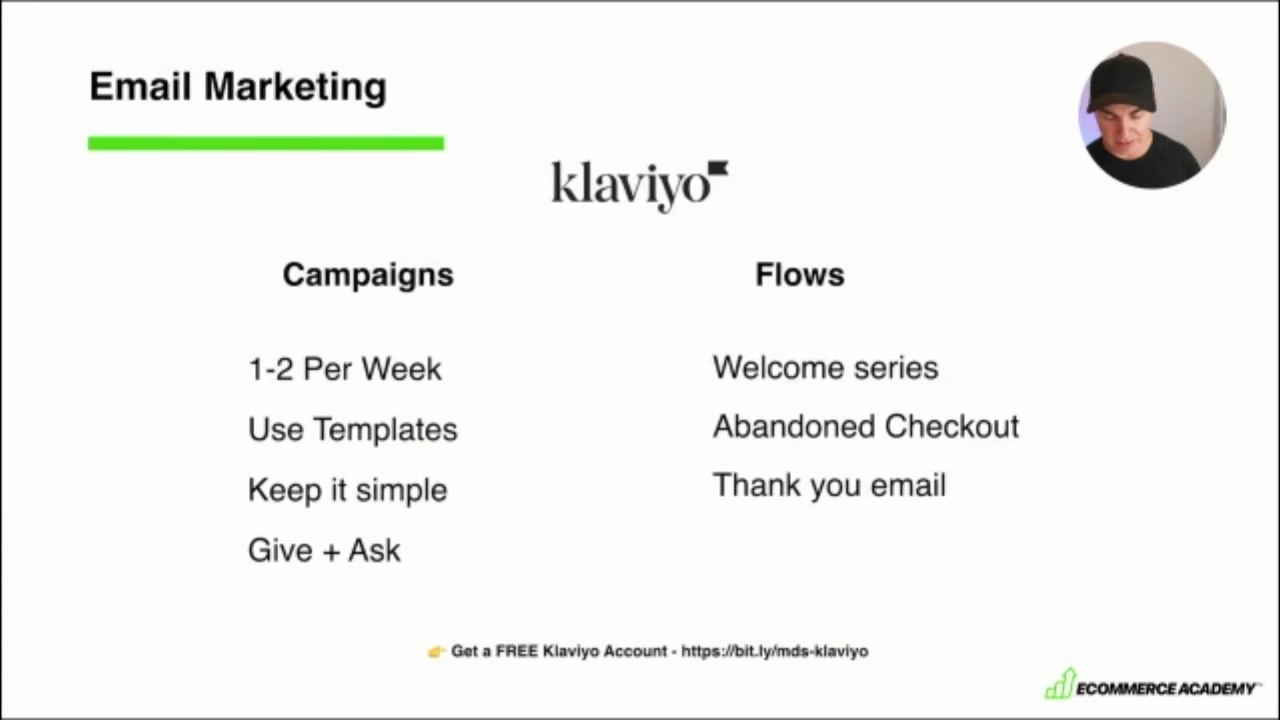 Email Marketing
klaviyo
Campaigns
1-2 Per Week
Use Templates
Keep it simple
Give + Ask
Flows
Welcome series
Abandoned Checkout
Thank you email
👉 Get a FREE Klaviyo Account - https://bit.ly/mds-klaviyo
ECOMMERCE ACADEMY